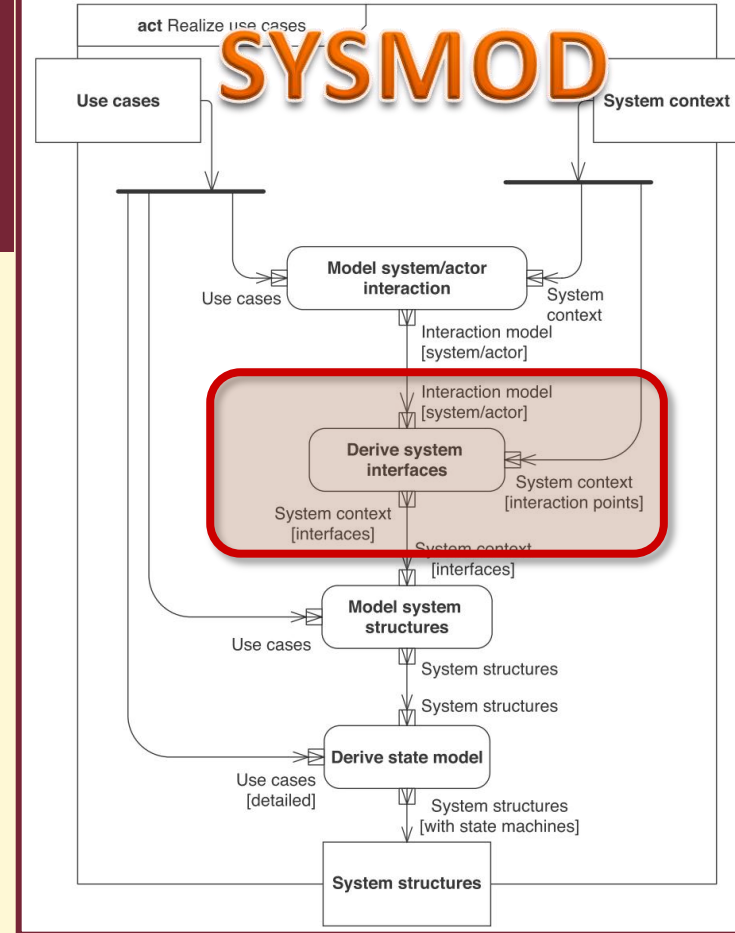 act Realize use cases
SYSMOD
Use cases
System context
Model system/actor
interaction
Use cases
System
context
Interaction model
[system/actor]
Interaction model
[system/actor]
Derive system
interfaces
System context
[interaction points]
System context
[interfaces]
System context
[interfaces]
Model system
structures
Use cases
System structures
System structures
Derive state model
Use cases
[detailed]
System structures
[with state machines]
System structures